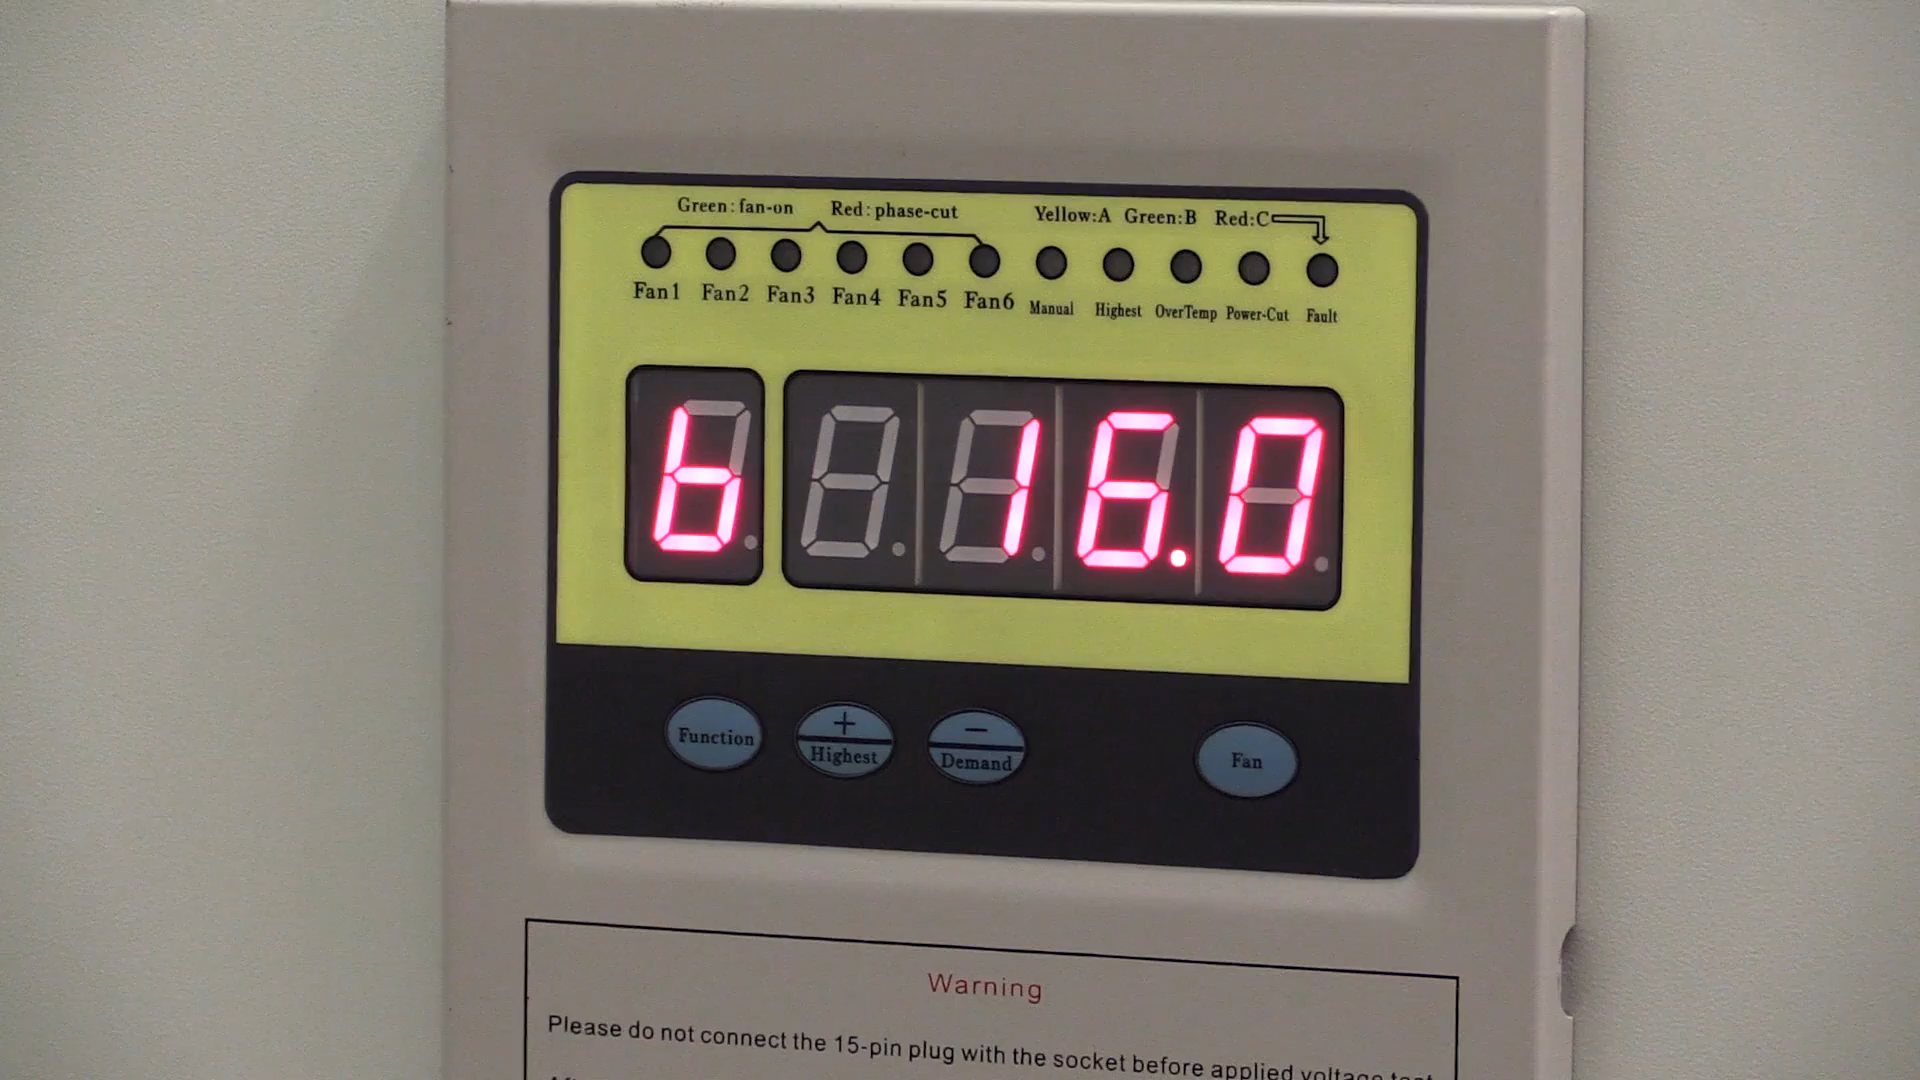 Green:fan-on Red:phase-cut Yellow:A Green:B Red:C
Fan1 Fan2 Fan3 Fan4 Fan5 Fan6 Manual Highest OverTemp Power-Cut Fault
b 16.0
Function + Highest − Demand Fan
Warning
Please do not connect the 15-pin plug with the socket before applied voltage test